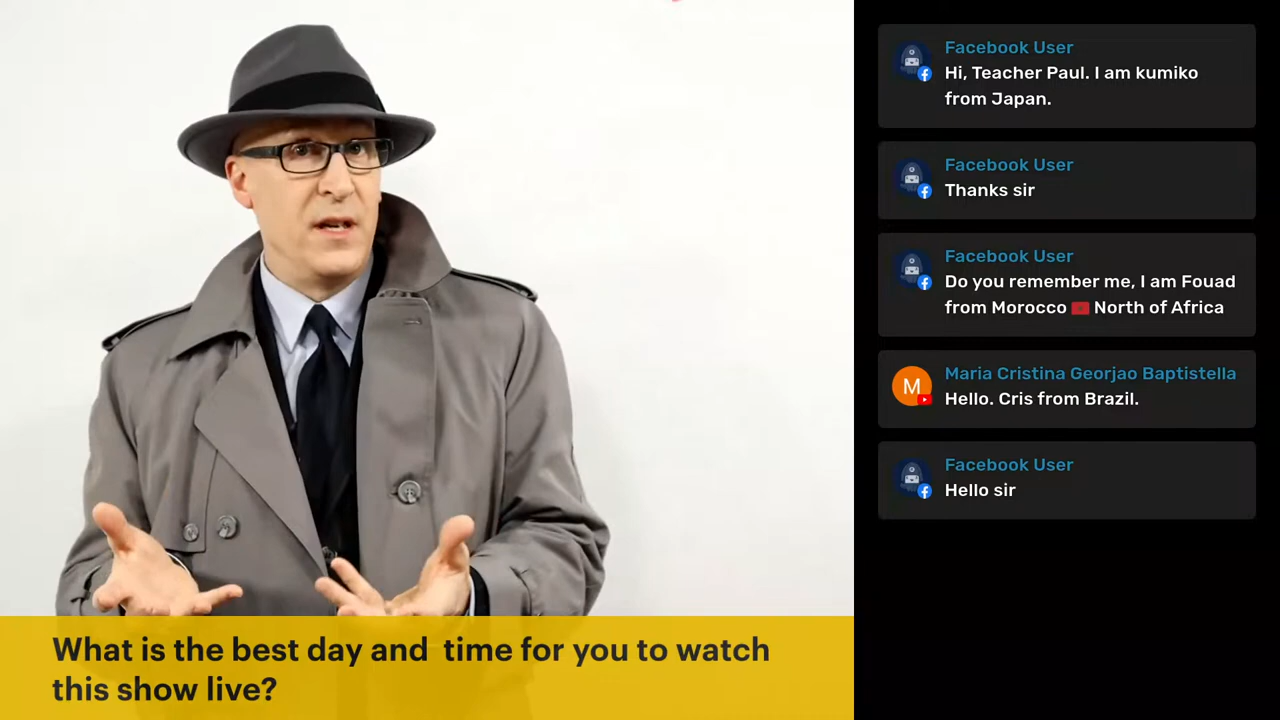 Facebook User
Hi, Teacher Paul. I am kumiko
from Japan.
Facebook User
Thanks sir
Facebook User
Do you remember me, I am Fouad
from Morocco 🇲🇦 North of Africa
M
Maria Cristina Georjao Baptistella
Hello. Cris from Brazil.
Facebook User
Hello sir
What is the best day and  time for you to watch
this show live?